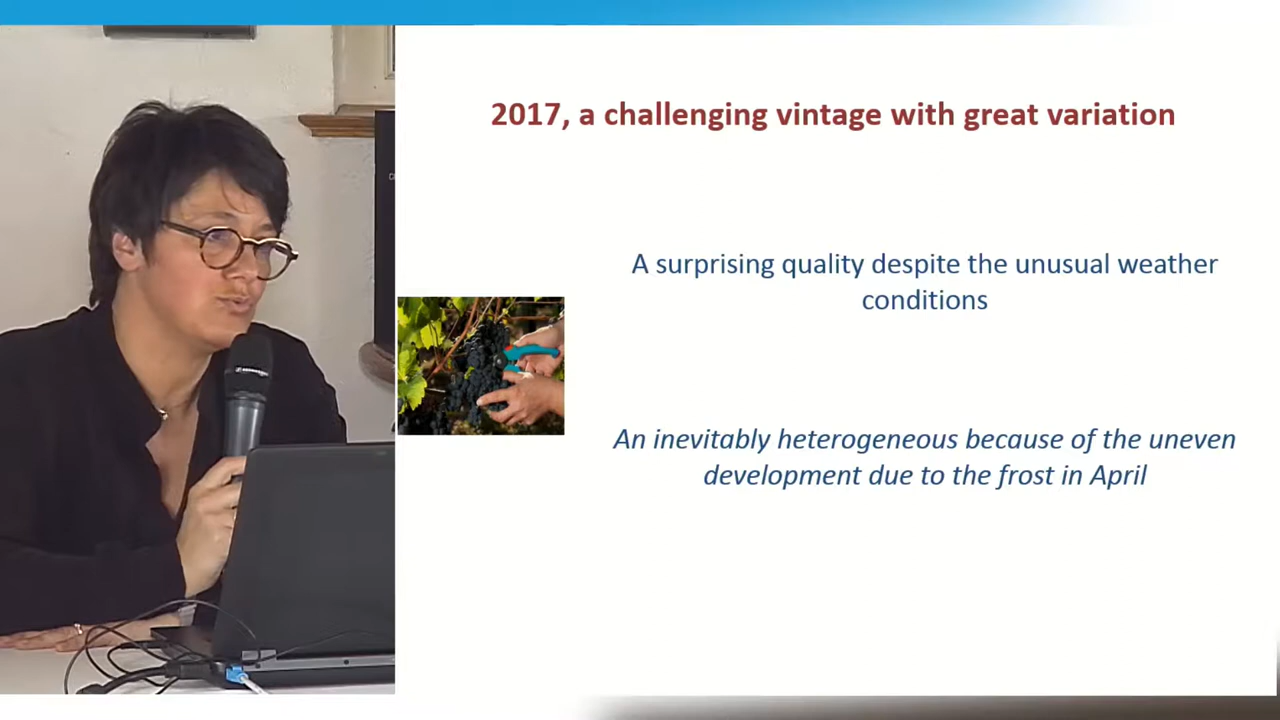 2017, a challenging vintage with great variation
A surprising quality despite the unusual weather
conditions
An inevitably heterogeneous because of the uneven
development due to the frost in April